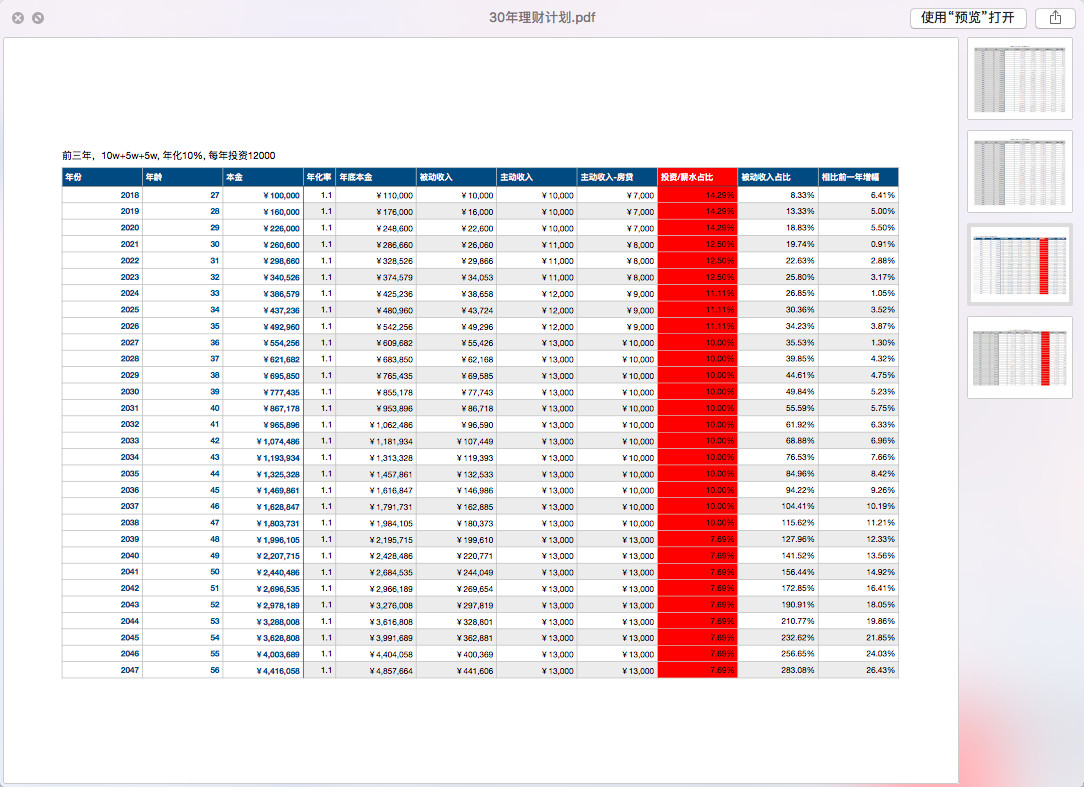 30年理财计划.pdf
使用“预览”打开
前三年，10w+5w+5w, 年化10%, 每年投资12000
年份 年龄 本金 年化率 年底本金 被动收入 主动收入 主动收入-房贷 投资/薪水占比 被动收入占比 相比前一年增幅
2018 27 ¥100,000 1.1 ¥110,000 ¥10,000 ¥10,000 ¥7,000 14.29% 8.33% 6.41%
2019 28 ¥160,000 1.1 ¥176,000 ¥16,000 ¥10,000 ¥7,000 14.29% 13.33% 5.00%
2020 29 ¥226,000 1.1 ¥248,600 ¥22,600 ¥10,000 ¥7,000 14.29% 18.83% 5.50%
2021 30 ¥260,600 1.1 ¥286,660 ¥26,060 ¥11,000 ¥8,000 12.50% 19.74% 0.91%
2022 31 ¥298,660 1.1 ¥328,526 ¥29,866 ¥11,000 ¥8,000 12.50% 22.63% 2.88%
2023 32 ¥340,526 1.1 ¥374,579 ¥34,053 ¥11,000 ¥8,000 12.50% 25.80% 3.17%
2024 33 ¥386,579 1.1 ¥425,236 ¥38,658 ¥12,000 ¥9,000 11.11% 26.85% 1.05%
2025 34 ¥437,236 1.1 ¥480,960 ¥43,724 ¥12,000 ¥9,000 11.11% 30.36% 3.52%
2026 35 ¥492,960 1.1 ¥542,256 ¥49,296 ¥12,000 ¥9,000 11.11% 34.23% 3.87%
2027 36 ¥554,256 1.1 ¥609,682 ¥55,426 ¥13,000 ¥10,000 10.00% 35.53% 1.30%
2028 37 ¥621,682 1.1 ¥683,850 ¥62,168 ¥13,000 ¥10,000 10.00% 39.85% 4.32%
2029 38 ¥695,850 1.1 ¥765,435 ¥69,585 ¥13,000 ¥10,000 10.00% 44.61% 4.75%
2030 39 ¥777,435 1.1 ¥855,178 ¥77,743 ¥13,000 ¥10,000 10.00% 49.84% 5.23%
2031 40 ¥867,178 1.1 ¥953,896 ¥86,718 ¥13,000 ¥10,000 10.00% 55.59% 5.75%
2032 41 ¥965,896 1.1 ¥1,062,486 ¥96,590 ¥13,000 ¥10,000 10.00% 61.92% 6.33%
2033 42 ¥1,074,486 1.1 ¥1,181,934 ¥107,449 ¥13,000 ¥10,000 10.00% 68.88% 6.96%
2034 43 ¥1,193,934 1.1 ¥1,313,328 ¥119,393 ¥13,000 ¥10,000 10.00% 76.53% 7.66%
2035 44 ¥1,325,328 1.1 ¥1,457,861 ¥132,533 ¥13,000 ¥10,000 10.00% 84.96% 8.42%
2036 45 ¥1,469,861 1.1 ¥1,616,847 ¥146,986 ¥13,000 ¥10,000 10.00% 94.22% 9.26%
2037 46 ¥1,628,847 1.1 ¥1,791,731 ¥162,885 ¥13,000 ¥10,000 10.00% 104.41% 10.19%
2038 47 ¥1,803,731 1.1 ¥1,984,105 ¥180,373 ¥13,000 ¥10,000 10.00% 115.62% 11.21%
2039 48 ¥1,996,105 1.1 ¥2,195,715 ¥199,610 ¥13,000 ¥13,000 7.69% 127.96% 12.33%
2040 49 ¥2,207,715 1.1 ¥2,428,486 ¥220,771 ¥13,000 ¥13,000 7.69% 141.52% 13.56%
2041 50 ¥2,440,486 1.1 ¥2,684,535 ¥244,049 ¥13,000 ¥13,000 7.69% 156.44% 14.92%
2042 51 ¥2,696,535 1.1 ¥2,966,189 ¥269,654 ¥13,000 ¥13,000 7.69% 172.85% 16.41%
2043 52 ¥2,978,189 1.1 ¥3,276,008 ¥297,819 ¥13,000 ¥13,000 7.69% 190.91% 18.05%
2044 53 ¥3,288,008 1.1 ¥3,616,808 ¥328,801 ¥13,000 ¥13,000 7.69% 210.77% 19.86%
2045 54 ¥3,628,808 1.1 ¥3,991,689 ¥362,881 ¥13,000 ¥13,000 7.69% 232.62% 21.85%
2046 55 ¥4,003,689 1.1 ¥4,404,058 ¥400,369 ¥13,000 ¥13,000 7.69% 256.65% 24.03%
2047 56 ¥4,416,058 1.1 ¥4,857,664 ¥441,606 ¥13,000 ¥13,000 7.69% 283.08% 26.43%